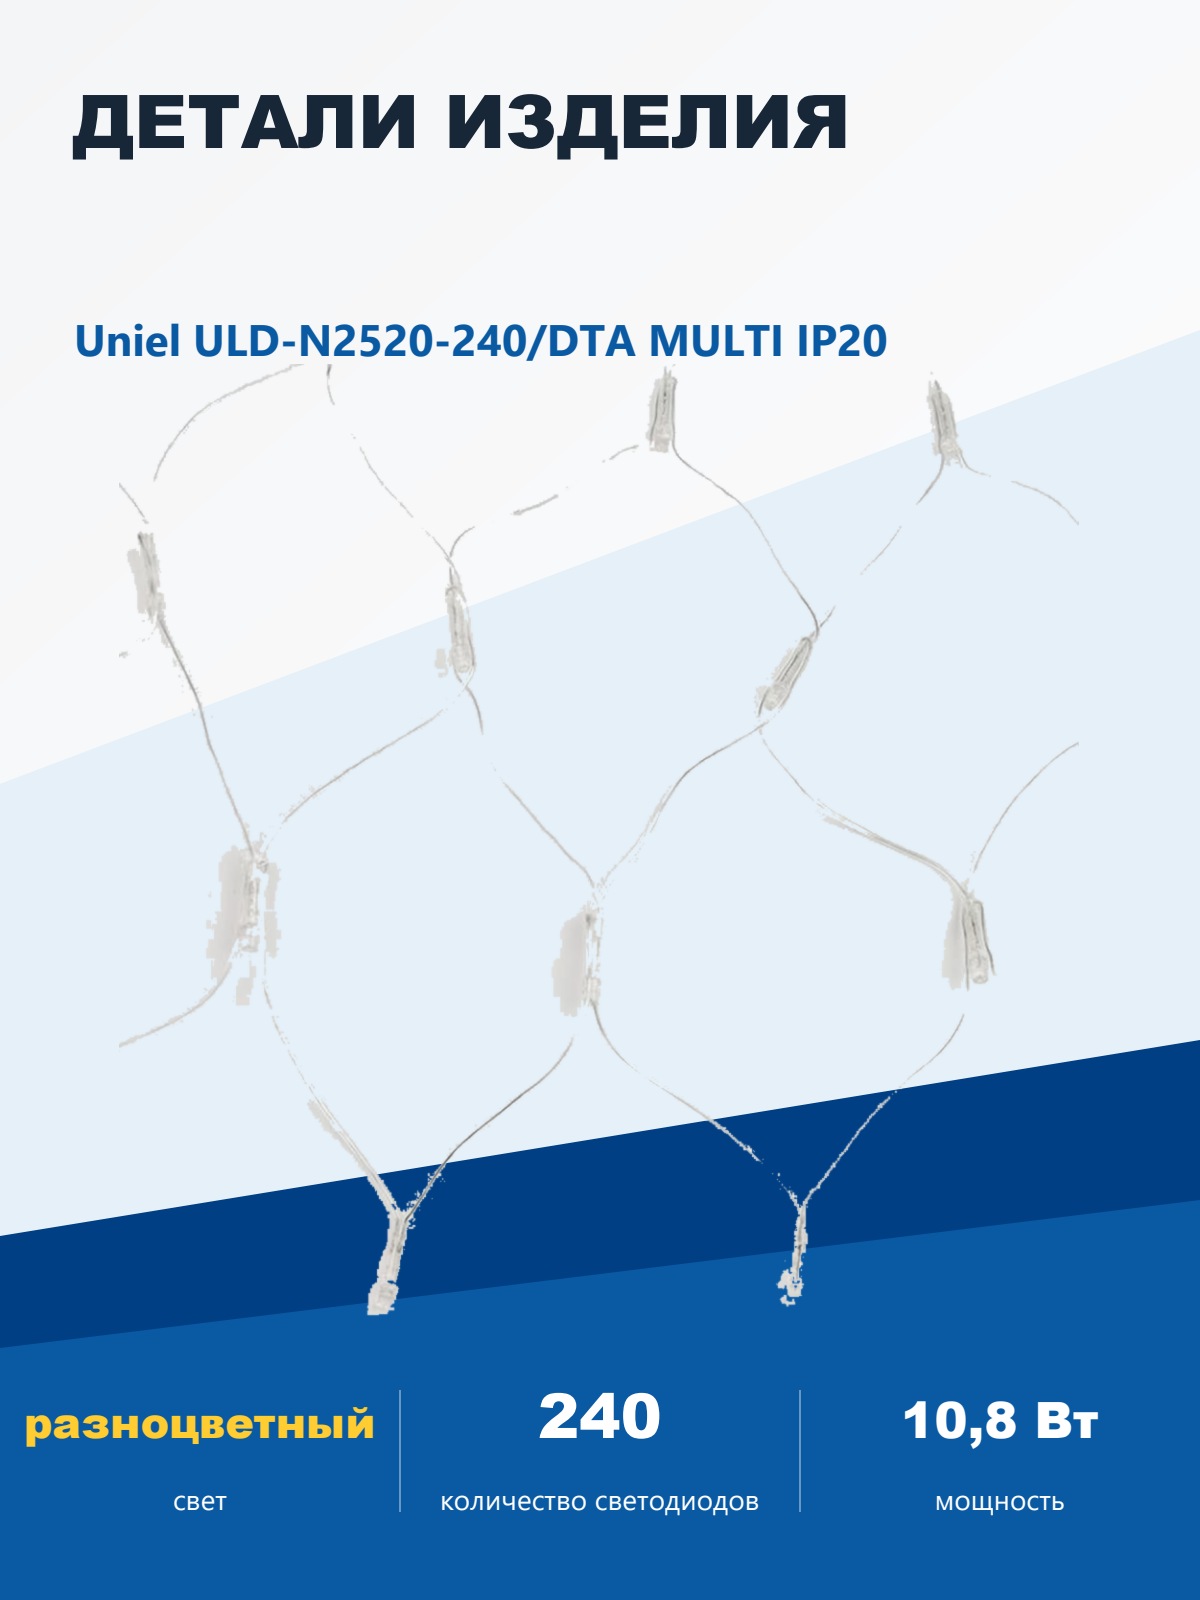 ДЕТАЛИ ИЗДЕЛИЯ
Uniel ULD-N2520-240/DTA MULTI IP20
разноцветный
свет
240
количество светодиодов
10,8 Вт
мощность